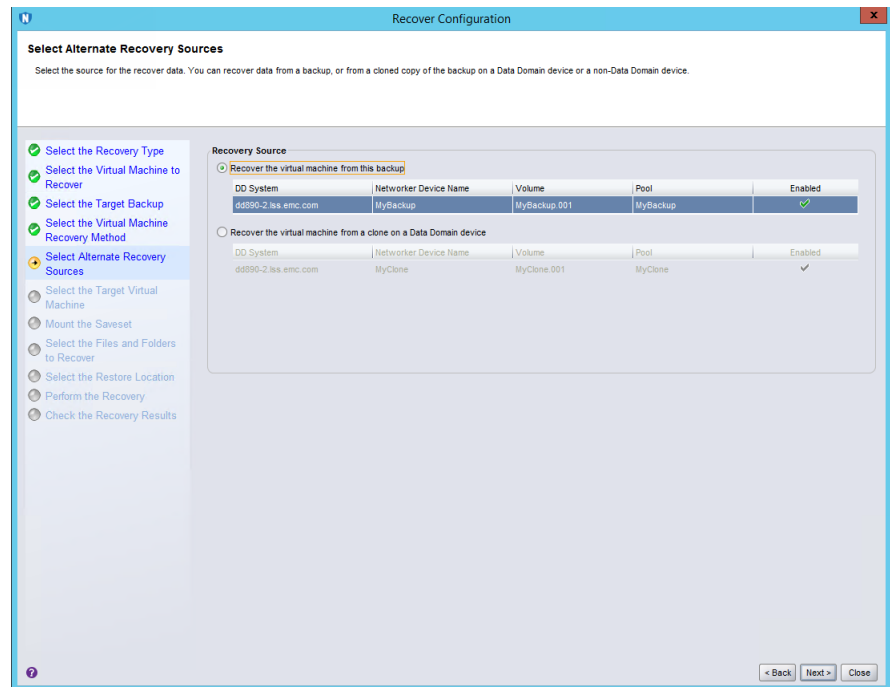 Recover Configuration
x
Select Alternate Recovery Sources
Select the source for the recover data. You can recover data from a backup, or from a cloned copy of the backup on a Data Domain device or a non-Data Domain device.
Select the Recovery Type
Select the Virtual Machine to
Recover
Select the Target Backup
Select the Virtual Machine
Recovery Method
Select Alternate Recovery
Sources
Select the Target Virtual
Machine
Mount the Saveset
Select the Files and Folders
to Recover
Select the Restore Location
Perform the Recovery
Check the Recovery Results
Recovery Source
Recover the virtual machine from this backup
DD System Networker Device Name Volume Pool Enabled
dd890-2.lss.emc.com MyBackup MyBackup.001 MyBackup
Recover the virtual machine from a clone on a Data Domain device
DD System Networker Device Name Volume Pool Enabled
dd890-2.lss.emc.com MyClone MyClone.001 MyClone
?
< Back Next > Close